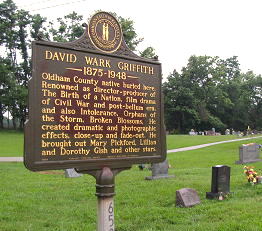 DAVID WARK GRIFFITH
—1875-1948—
Oldham County native buried here.
Renowned as director-producer of
The Birth of a Nation, film drama
of Civil War and post-bellum era,
and also Intolerance, Orphans of
the Storm, Broken Blossoms. He
created dramatic and photographic
effects, close-up and fade-out. He
brought out Mary Pickford, Lillian
and Dorothy Gish and other stars.